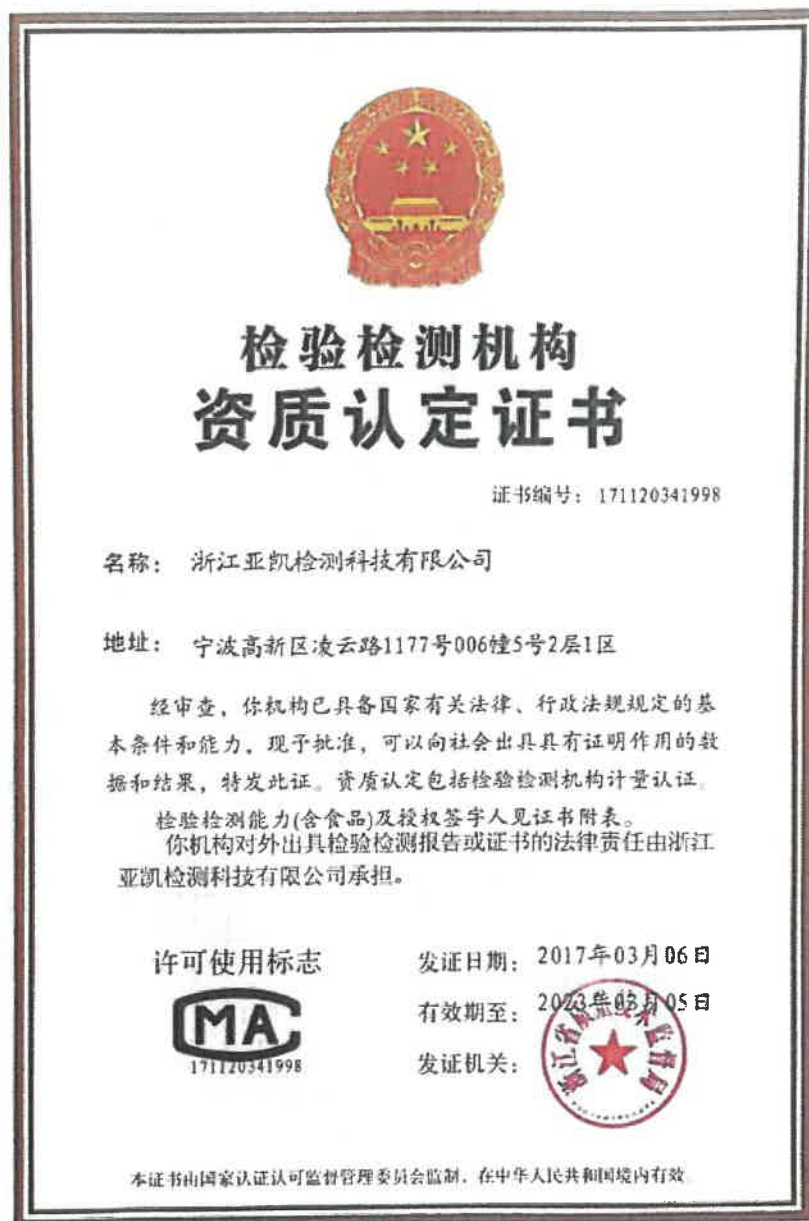 检验检测机构
资质认定证书
证书编号：171120341998
名称：浙江亚凯检测科技有限公司
地址：宁波高新区凌云路1177号006幢5号2层1区
经审查，你机构已具备国家有关法律、行政法规规定的基
本条件和能力，现予批准，可以向社会出具具有证明作用的数
据和结果，特发此证。资质认定包括检验检测机构计量认证。
检验检测能力(含食品)及授权签字人见证书附表。
你机构对外出具检验检测报告或证书的法律责任由浙江
亚凯检测科技有限公司承担。
许可使用标志
MA
171120341998
发证日期：2017年03月06日
有效期至：2023年03月05日
发证机关：
浙江省质量技术监督局
本证书由国家认证认可监督管理委员会监制，在中华人民共和国境内有效